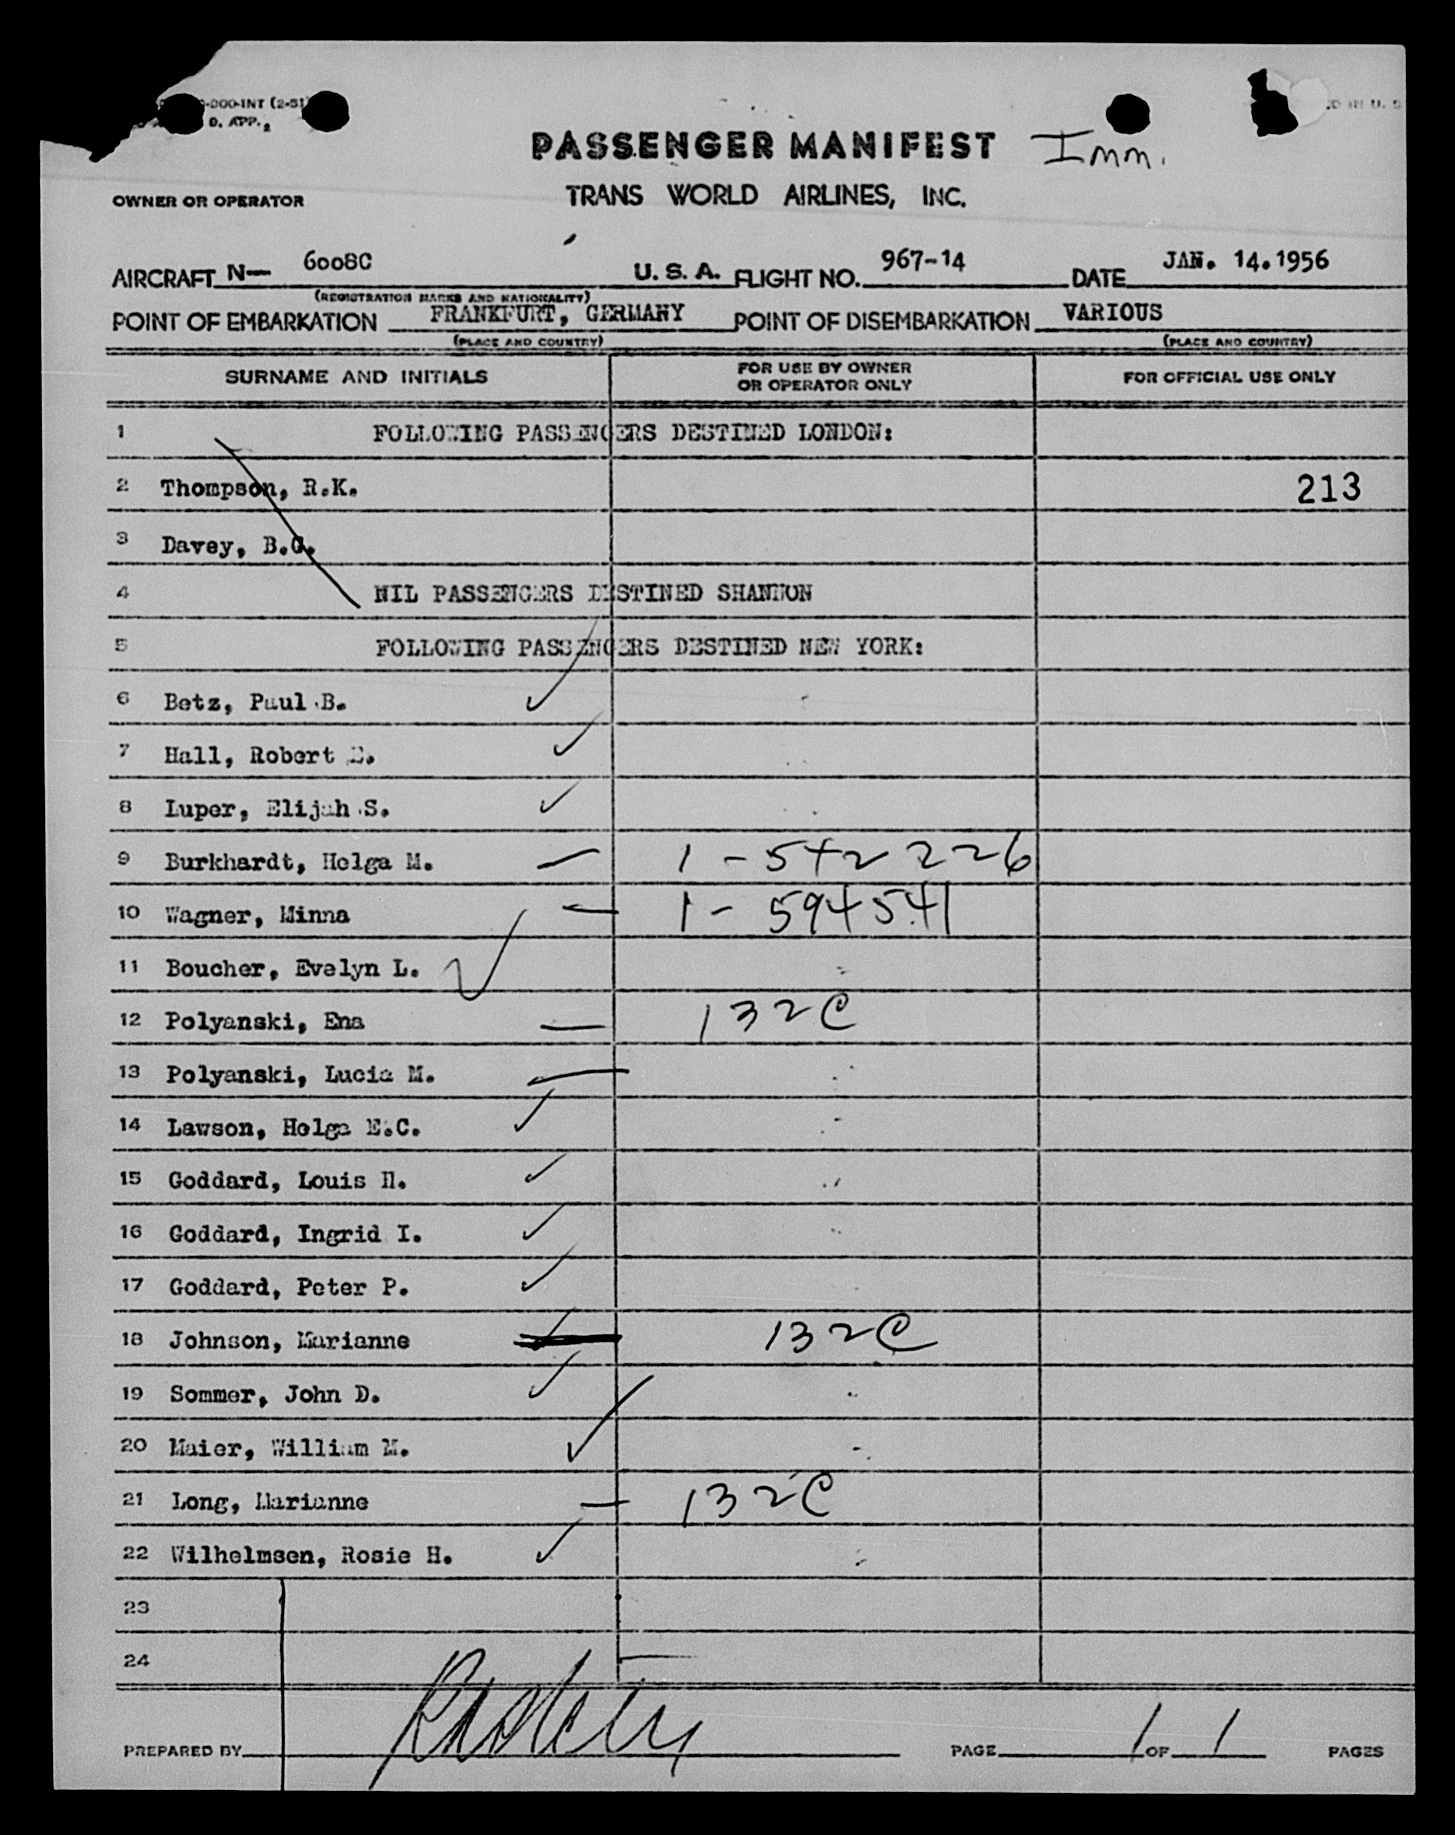 -000-INT (2-51)
D. APP.
PASSENGER MANIFEST Imm.
OWNER OR OPERATOR TRANS WORLD AIRLINES, INC.
AIRCRAFT N— 6008C U. S. A. FLIGHT NO. 967-14 DATE JAN. 14.1956
(REGISTRATION MARKS AND NATIONALITY)
POINT OF EMBARKATION FRANKFURT, GERMANY POINT OF DISEMBARKATION VARIOUS
(PLACE AND COUNTRY) (PLACE AND COUNTRY)
SURNAME AND INITIALS FOR USE BY OWNER OR OPERATOR ONLY FOR OFFICIAL USE ONLY
1 FOLLOWING PASSENGERS DESTINED LONDON:
2 Thompson, R.K. 213
3 Davey, B.G.
4 NIL PASSENGERS DESTINED SHANNON
5 FOLLOWING PASSENGERS DESTINED NEW YORK:
6 Betz, Paul B.
7 Hall, Robert E.
8 Luper, Elijah S.
9 Burkhardt, Helga M. 1-542226
10 Wagner, Minna 1-594541
11 Boucher, Evelyn L.
12 Polyanski, Ena 132C
13 Polyanski, Lucia M.
14 Lawson, Helga E.C.
15 Goddard, Louis H.
16 Goddard, Ingrid I.
17 Goddard, Peter P.
18 Johnson, Marianne 132C
19 Sommer, John D.
20 Maier, William M.
21 Long, Marianne 132C
22 Wilhelmsen, Rosie H.
23
24
PREPARED BY PAGE 1 OF 1 PAGES